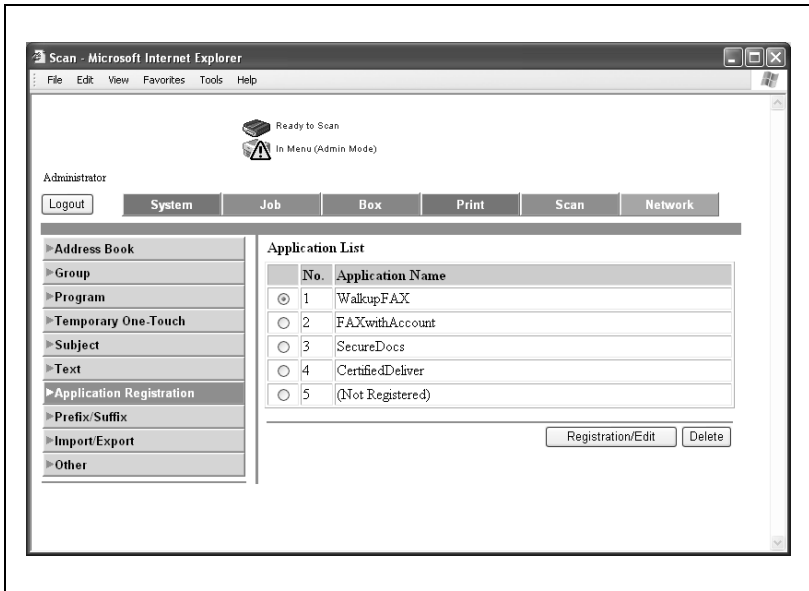 Scan - Microsoft Internet Explorer
File Edit View Favorites Tools Help
Ready to Scan
In Menu (Admin Mode)
Administrator
Logout System Job Box Print Scan Network
Address Book
Group
Program
Temporary One-Touch
Subject
Text
Application Registration
Prefix/Suffix
Import/Export
Other
Application List
No. Application Name
1 WalkupFAX
2 FAXwithAccount
3 SecureDocs
4 CertifiedDeliver
5 (Not Registered)
Registration/Edit Delete